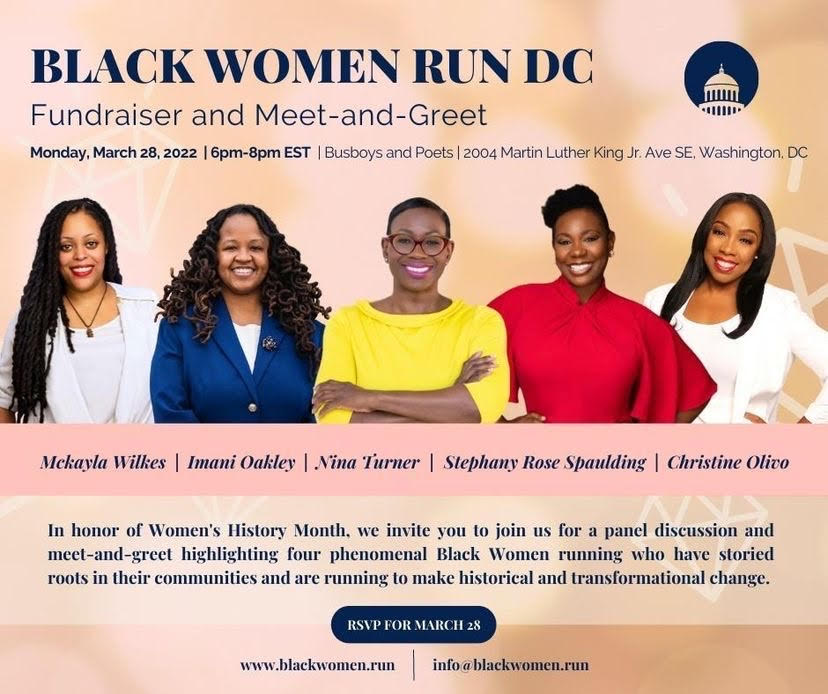 BLACK WOMEN RUN DC
Fundraiser and Meet-and-Greet
Monday, March 28, 2022 | 6pm-8pm EST | Busboys and Poets | 2004 Martin Luther King Jr. Ave SE, Washington, DC
Mckayla Wilkes | Imani Oakley | Nina Turner | Stephany Rose Spaulding | Christine Olivo
In honor of Women's History Month, we invite you to join us for a panel discussion and
meet-and-greet highlighting four phenomenal Black Women running who have storied
roots in their communities and are running to make historical and transformational change.
RSVP FOR MARCH 28
www.blackwomen.run | info@blackwomen.run